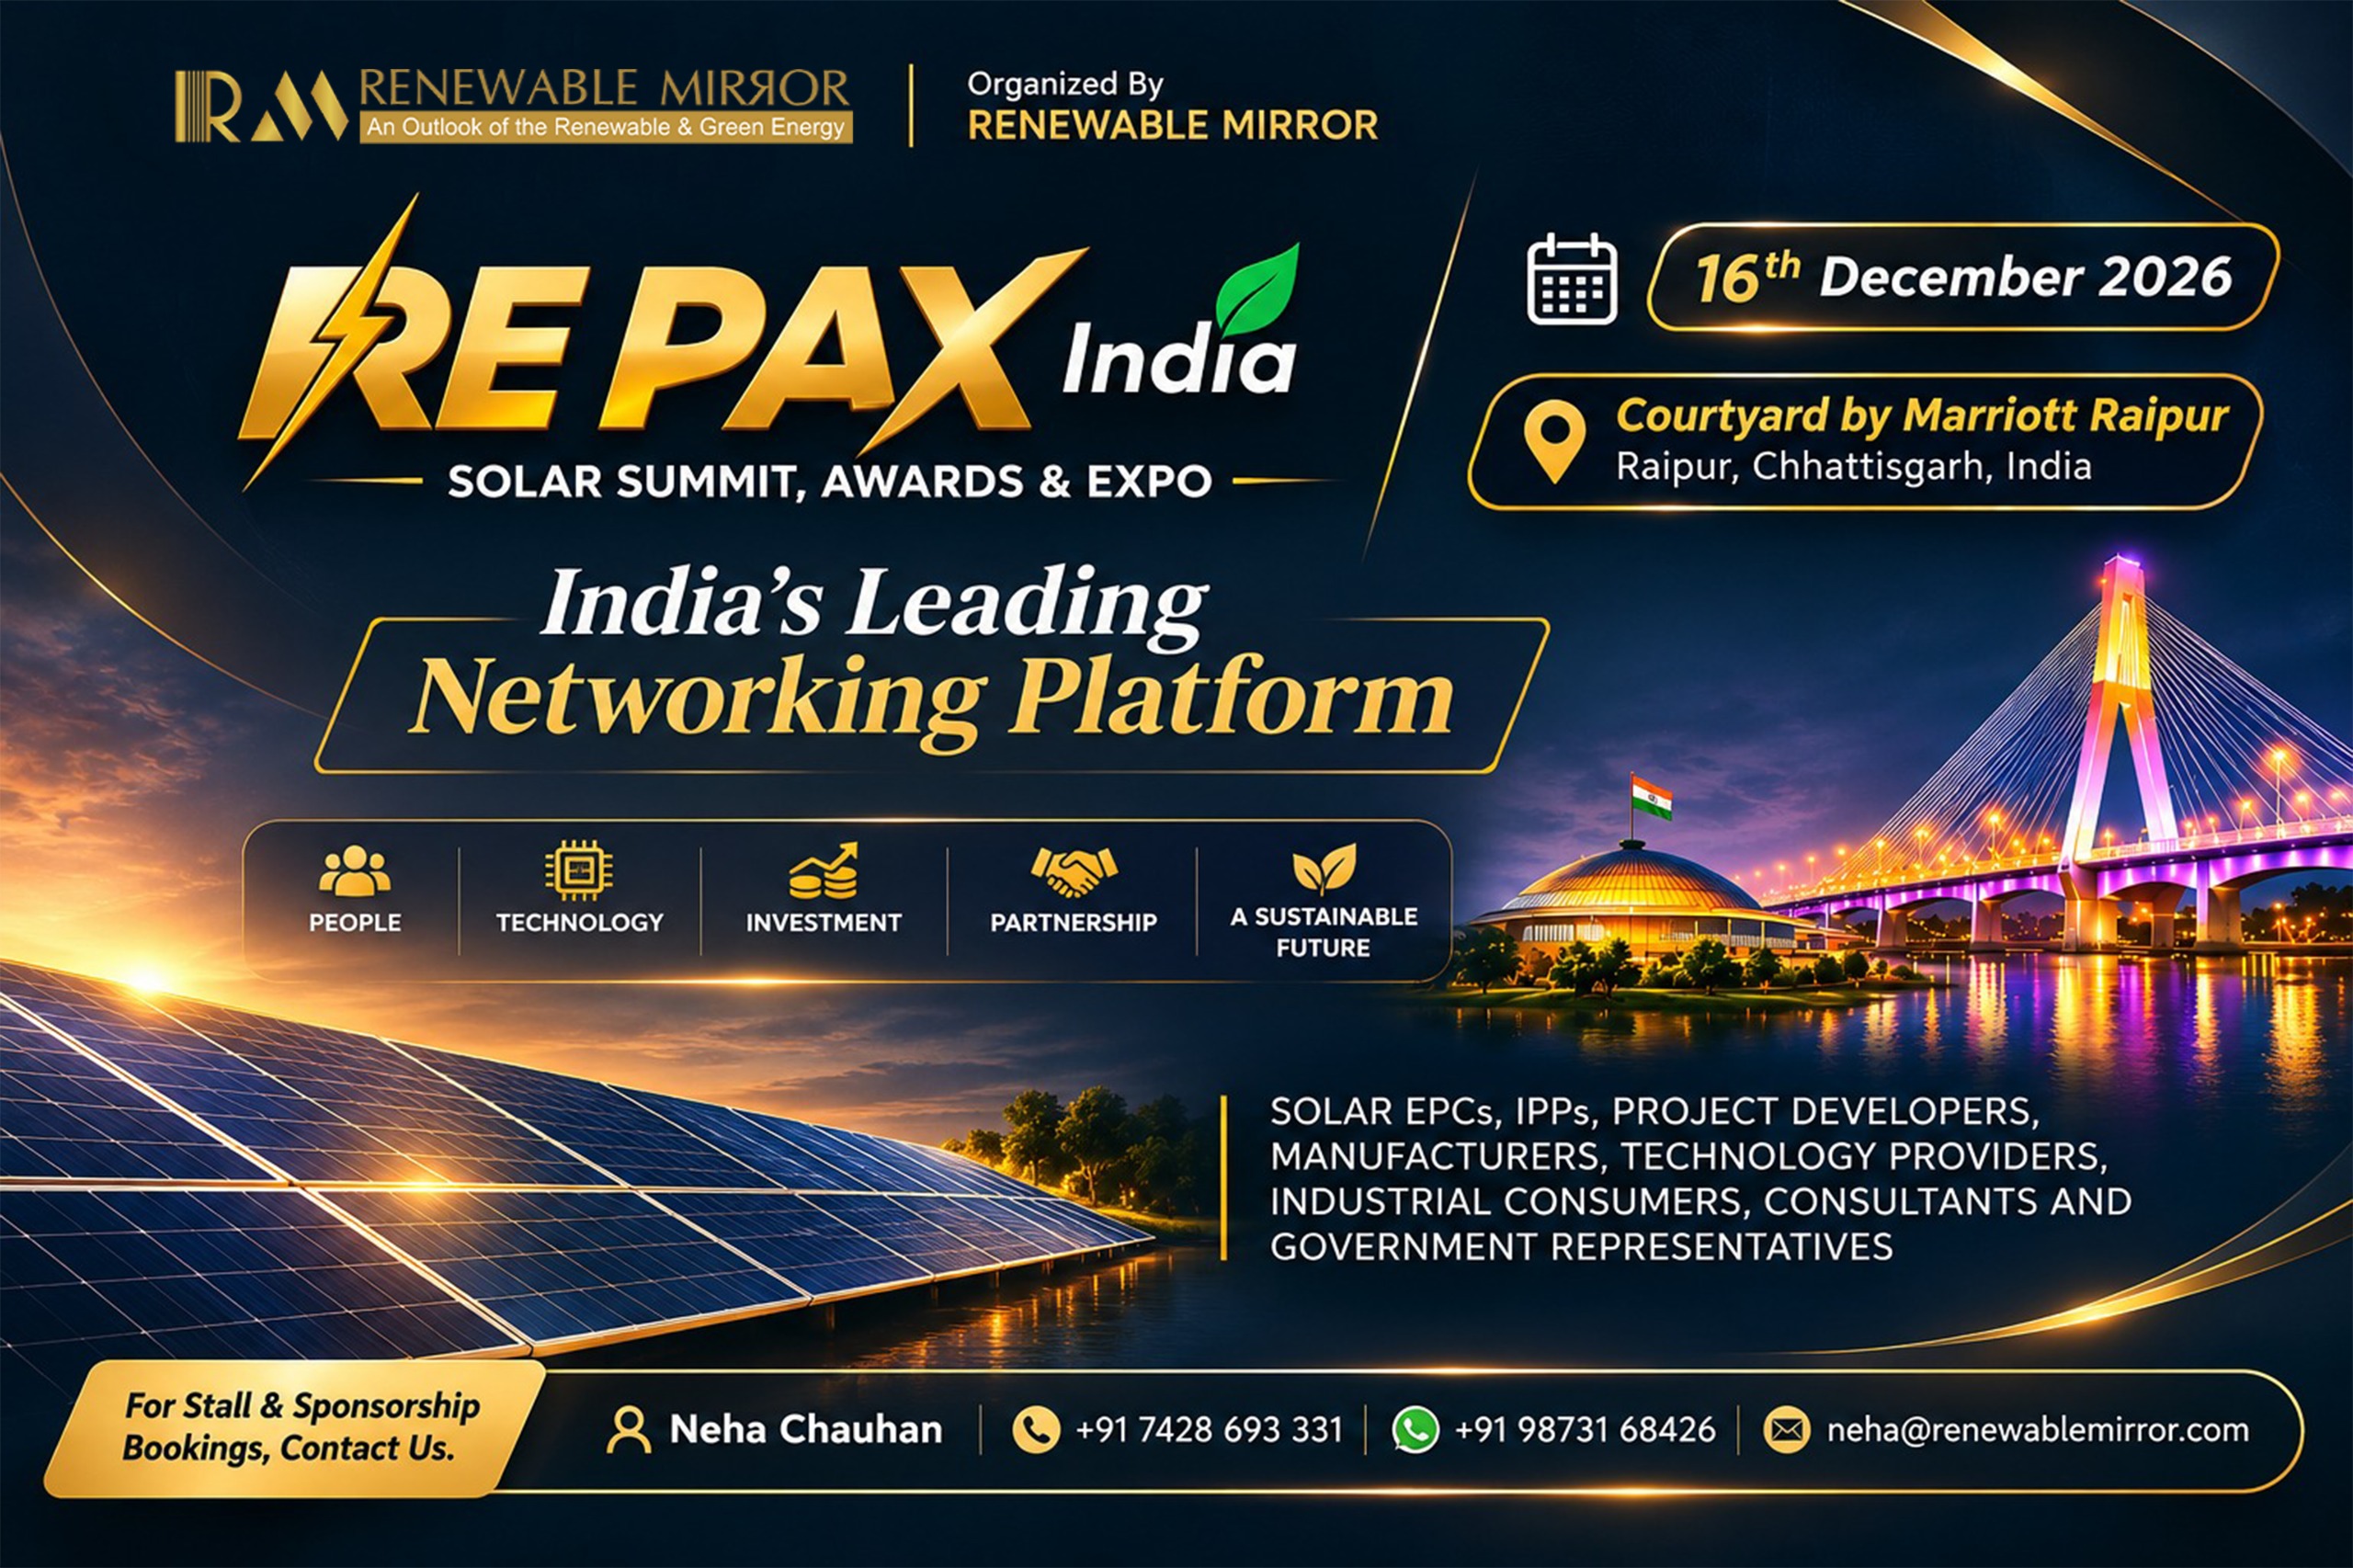 RM RENEWABLE MIRROR
An Outlook of the Renewable & Green Energy
Organized By
RENEWABLE MIRROR
RE PAX India
SOLAR SUMMIT, AWARDS & EXPO
16th December 2026
Courtyard by Marriott Raipur
Raipur, Chhattisgarh, India
India's Leading
Networking Platform
PEOPLE
TECHNOLOGY
INVESTMENT
PARTNERSHIP
A SUSTAINABLE
FUTURE
SOLAR EPCs, IPPs, PROJECT DEVELOPERS,
MANUFACTURERS, TECHNOLOGY PROVIDERS,
INDUSTRIAL CONSUMERS, CONSULTANTS AND
GOVERNMENT REPRESENTATIVES
For Stall & Sponsorship
Bookings, Contact Us.
Neha Chauhan
+91 7428 693 331
+91 98731 68426
neha@renewablemirror.com